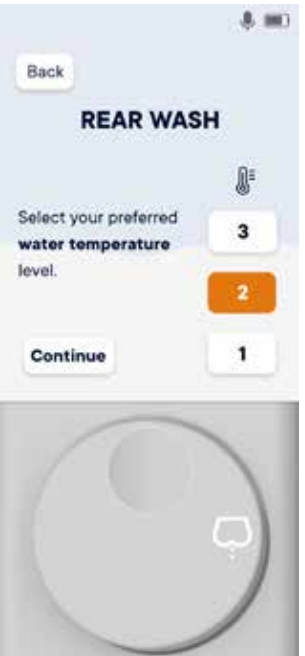 Back
REAR WASH
Select your preferred
water temperature
level.
3
2
1
Continue